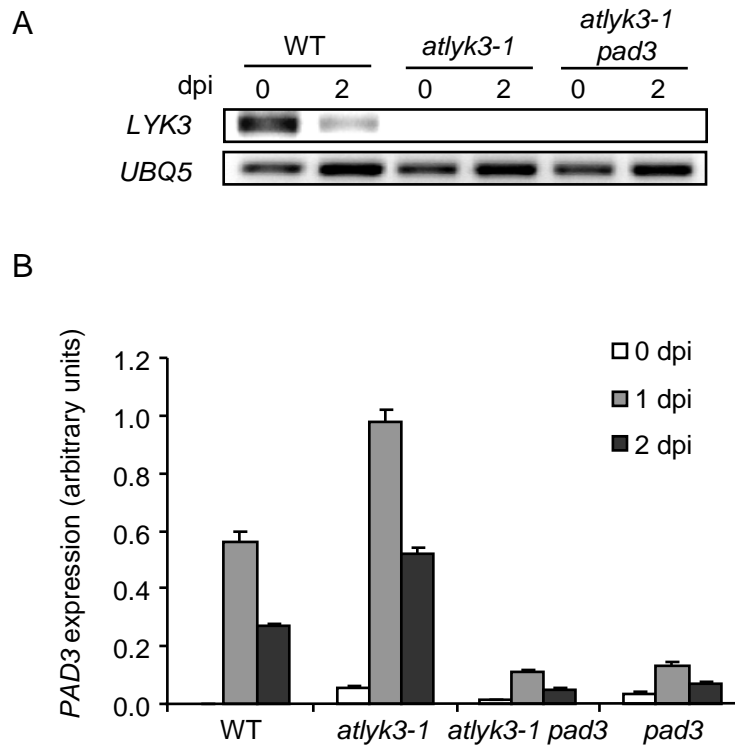 A
WT
atlyk3-1
atlyk3-1
pad3
dpi 0 2 0 2 0 2
LYK3
UBQ5
B
PAD3 expression (arbitrary units)
1.2
1.0
0.8
0.6
0.4
0.2
0.0
0 dpi
1 dpi
2 dpi
WT atlyk3-1 atlyk3-1 pad3 pad3